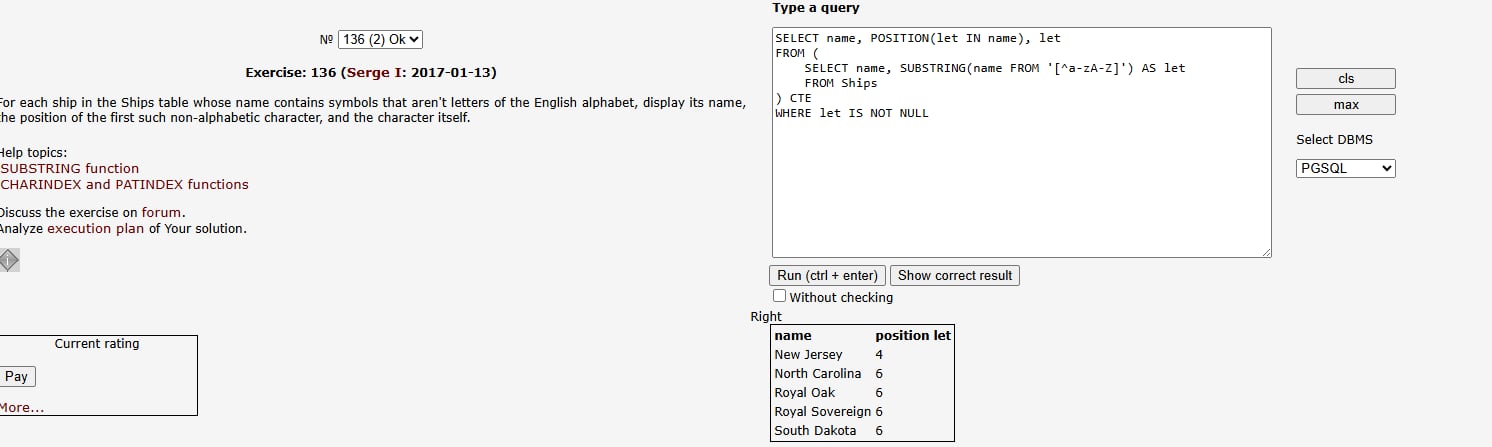 Type a query
№ 136 (2) Ok
Exercise: 136 (Serge I: 2017-01-13)
For each ship in the Ships table whose name contains symbols that aren't letters of the English alphabet, display its name,
the position of the first such non-alphabetic character, and the character itself.
Help topics:
SUBSTRING function
CHARINDEX and PATINDEX functions
Discuss the exercise on forum.
Analyze execution plan of Your solution.
Current rating
Pay
More...
SELECT name, POSITION(let IN name), let
FROM (
    SELECT name, SUBSTRING(name FROM '[^a-zA-Z]') AS let
    FROM Ships
) CTE
WHERE let IS NOT NULL
cls
max
Select DBMS
PGSQL
Run (ctrl + enter) Show correct result
Without checking
Right
name position let
New Jersey 4
North Carolina 6
Royal Oak 6
Royal Sovereign 6
South Dakota 6